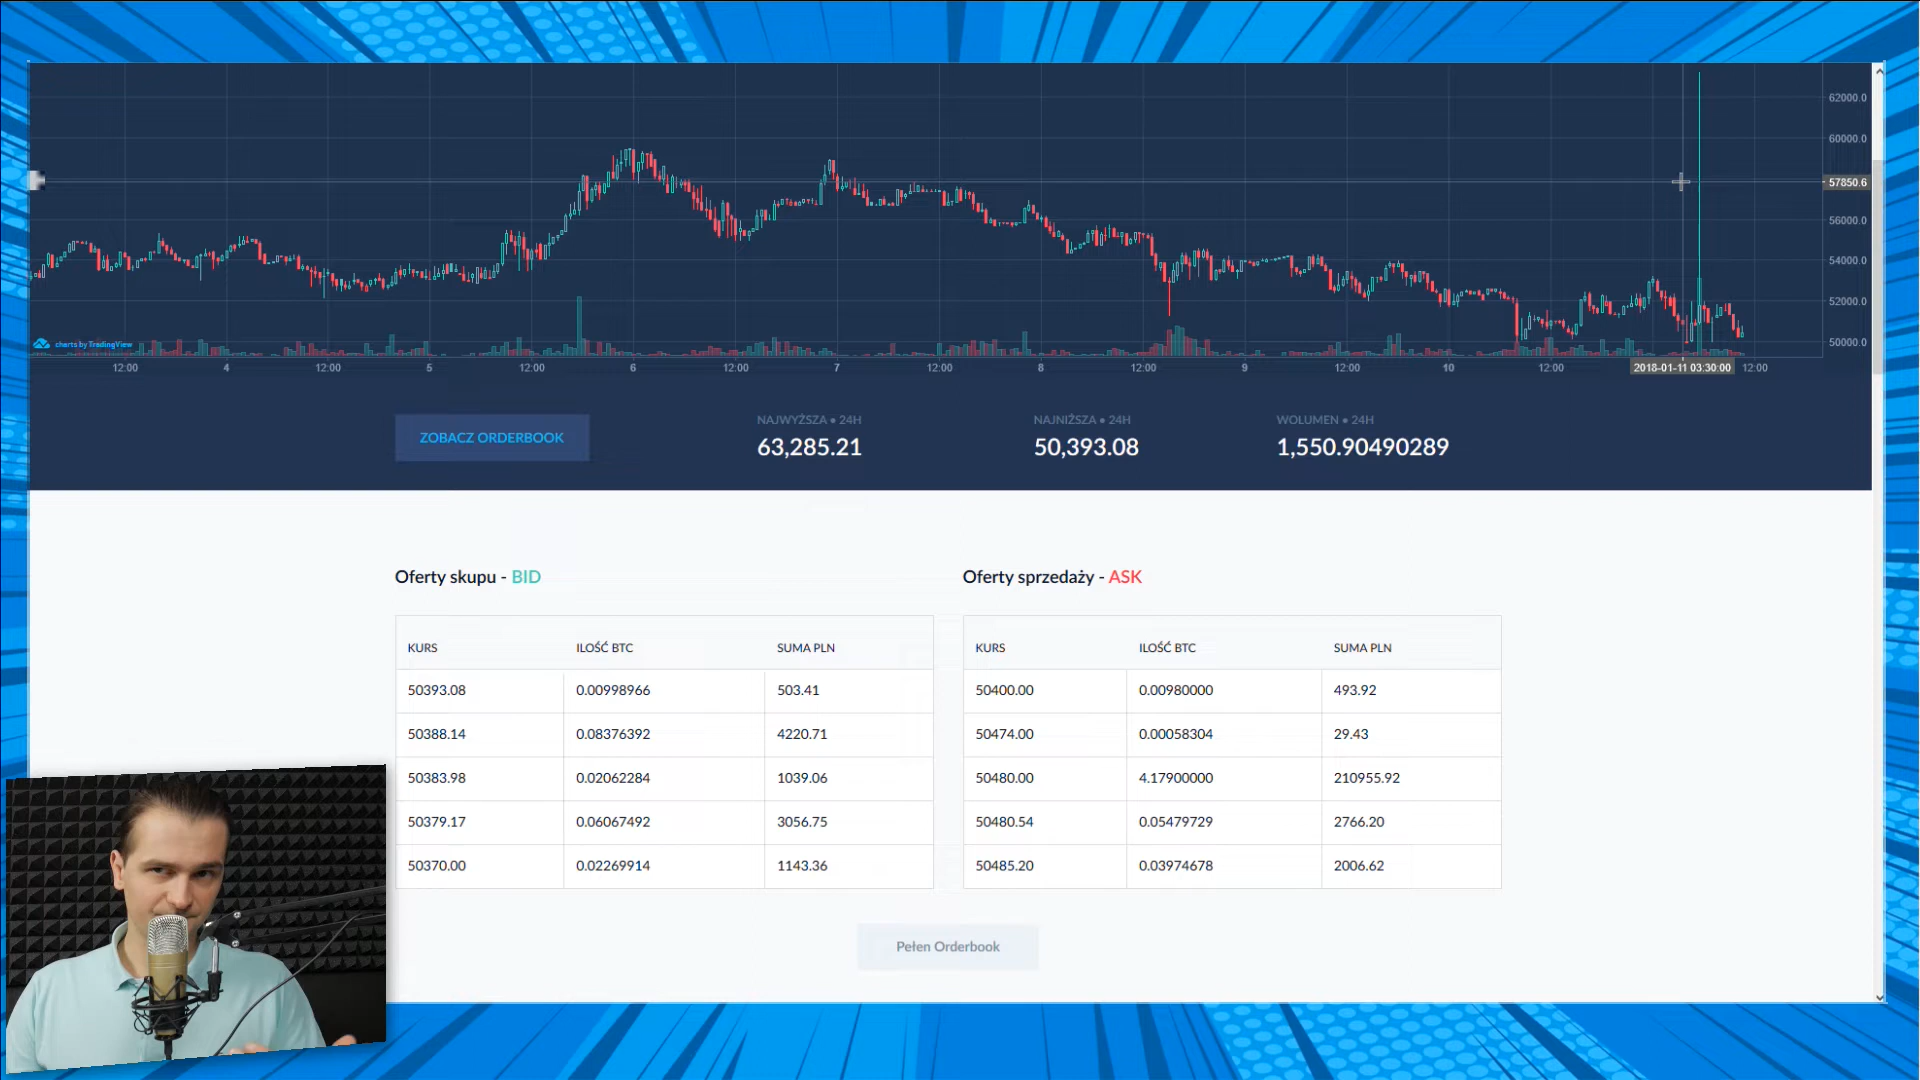 62000.0
60000.0
57850.6
56000.0
54000.0
52000.0
50000.0
charts by TradingView
12:00 4 12:00 5 12:00 6 12:00 7 12:00 8 12:00 9 12:00 10 12:00 2018-01-11 03:30:00 12:00
ZOBACZ ORDERBOOK
NAJWYŻSZA • 24H
63,285.21
NAJNIŻSZA • 24H
50,393.08
WOLUMEN • 24H
1,550.90490289
Oferty skupu - BID
KURS ILOŚĆ BTC SUMA PLN
50393.08 0.00998966 503.41
50388.14 0.08376392 4220.71
50383.98 0.02062284 1039.06
50379.17 0.06067492 3056.75
50370.00 0.02269914 1143.36
Oferty sprzedaży - ASK
KURS ILOŚĆ BTC SUMA PLN
50400.00 0.00980000 493.92
50474.00 0.00058304 29.43
50480.00 4.17900000 210955.92
50480.54 0.05479729 2766.20
50485.20 0.03974678 2006.62
Pełen Orderbook